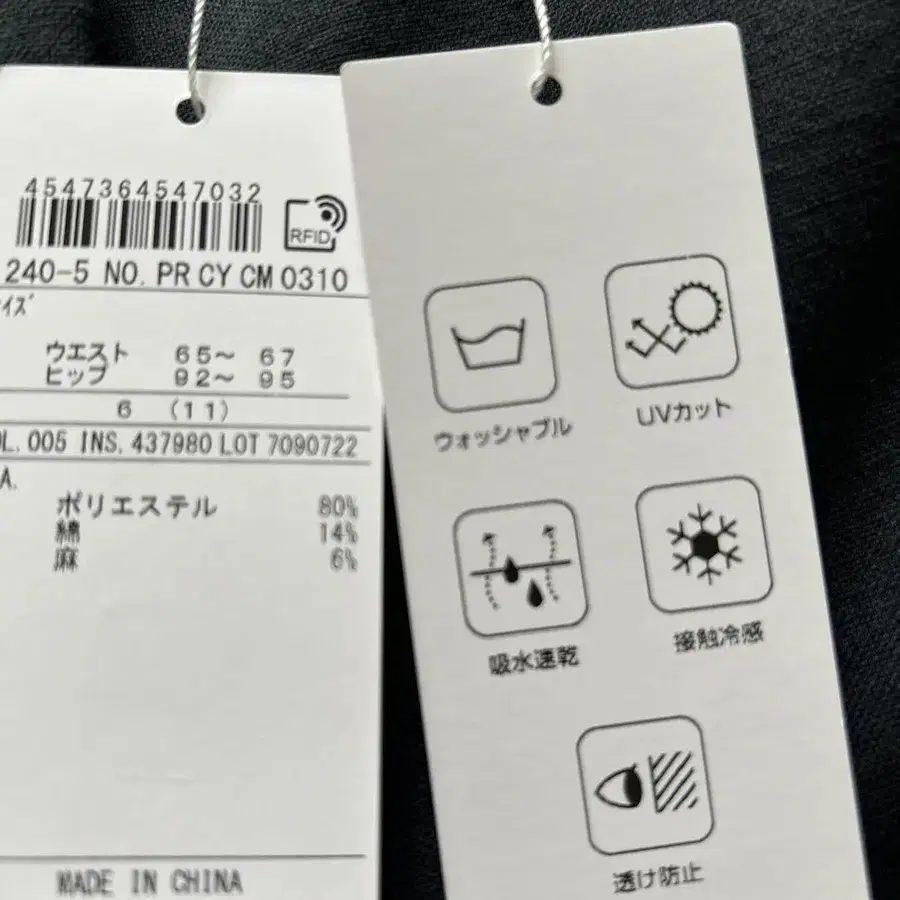 4547364547032
RFID
240-5 NO. PR CY CM 0310
イズ
ウエスト 65～ 67
ヒップ 92～ 95
6 (11)
L. 005 INS. 437980 LOT 7090722
A.
ポリエステル 80%
綿 14%
麻 6%
MADE IN CHINA
ウォッシャブル
UVカット
吸水速乾
接触冷感
透け防止